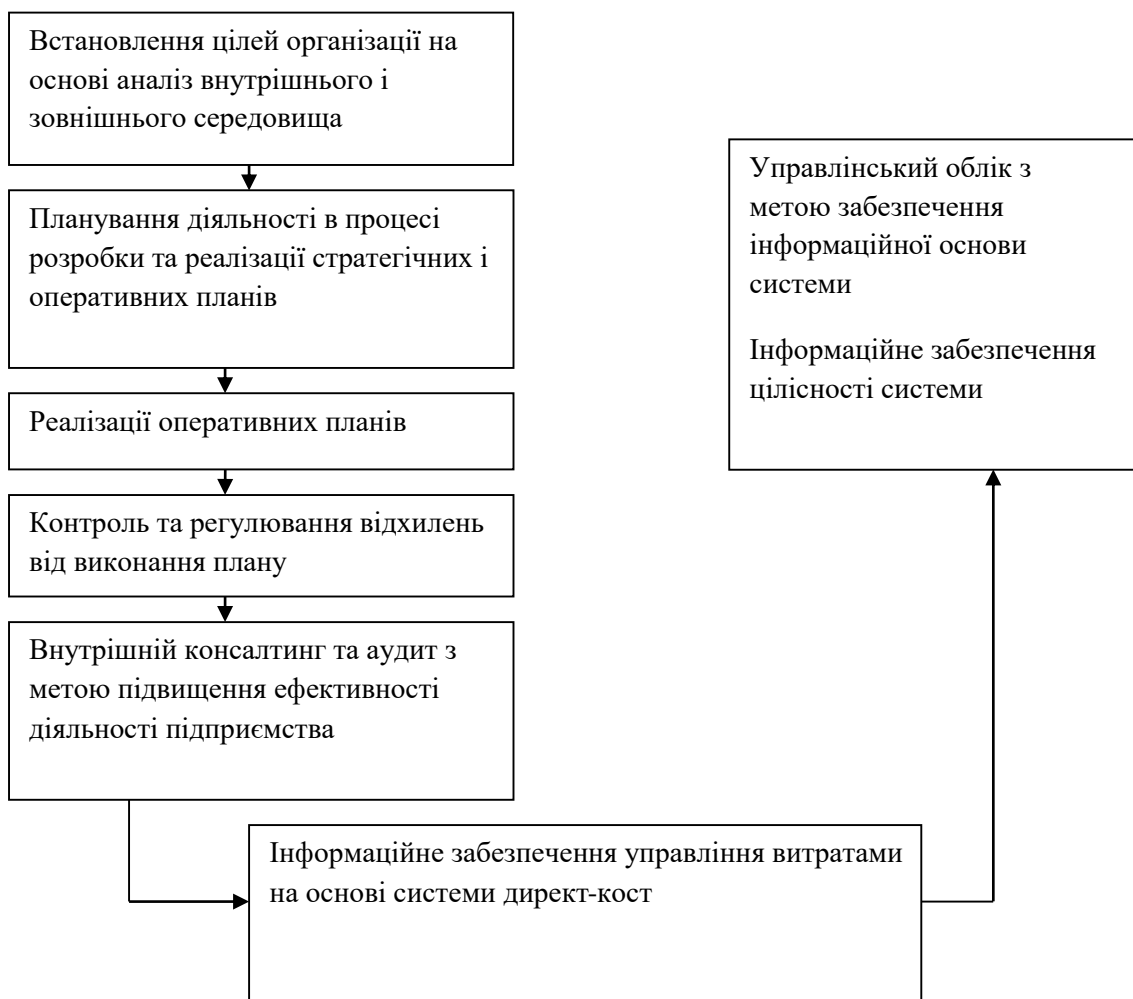 Встановлення цілей організації на
основі аналіз внутрішнього і
зовнішнього середовища
Планування діяльності в процесі
розробки та реалізації стратегічних і
оперативних планів
Реалізації оперативних планів
Контроль та регулювання відхилень
від виконання плану
Внутрішній консалтинг та аудит з
метою підвищення ефективності
діяльності підприємства
Інформаційне забезпечення управління витратами
на основі системи директ-кост
Управлінський облік з
метою забезпечення
інформаційної основи
системи
Інформаційне забезпечення
цілісності системи